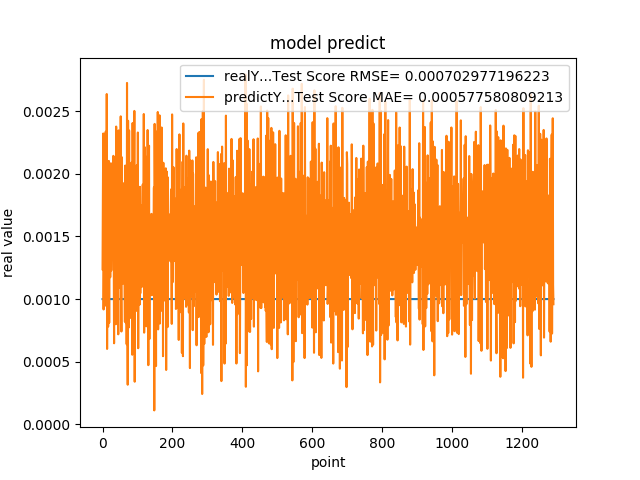 model predict
realY...Test Score RMSE= 0.000702977196223
predictY...Test Score MAE= 0.000577580809213
real value
0.0025
0.0020
0.0015
0.0010
0.0005
0.0000
0
200
400
600
800
1000
1200
point